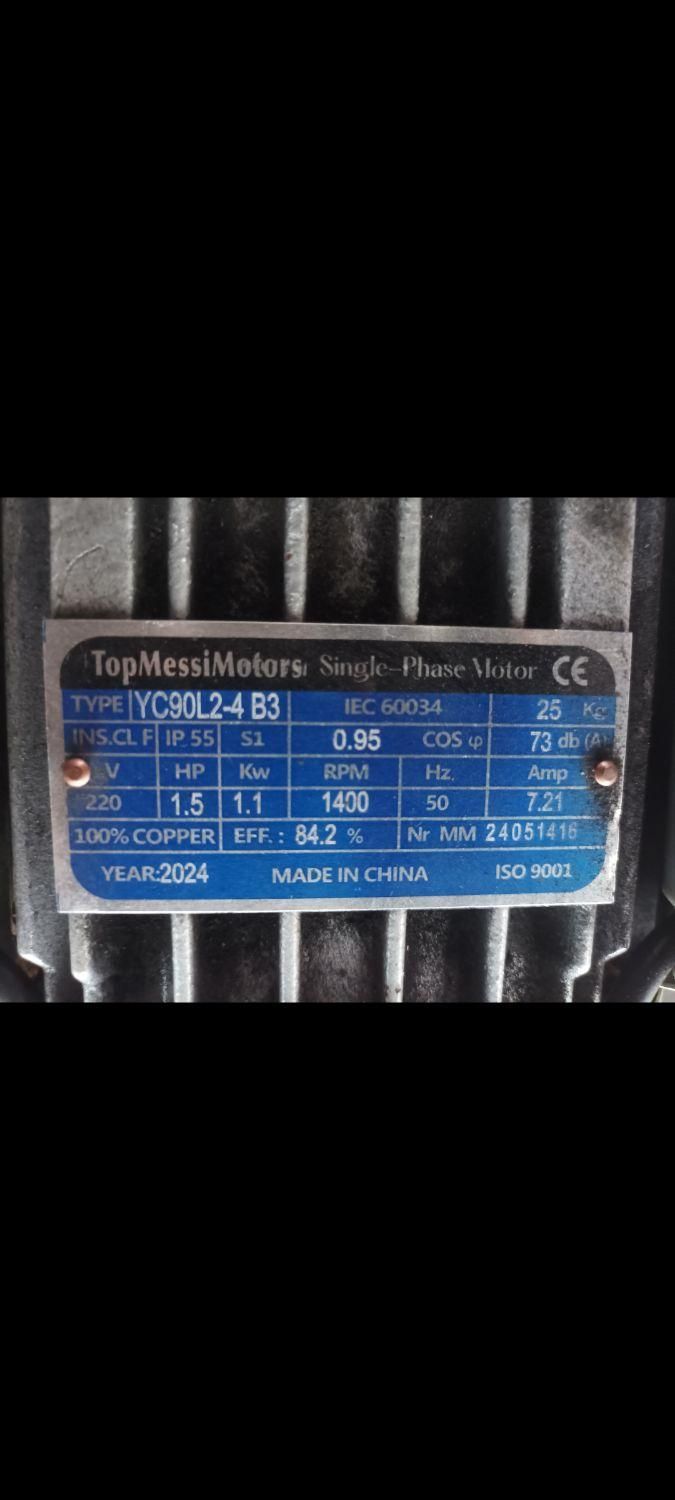 TopMessiMotors Single-Phase Motor CE
TYPE YC90L2-4 B3 IEC 60034 25 Kg
INS.CL F IP 55 S1 0.95 COS φ 73 db (A)
V HP Kw RPM Hz. Amp
220 1.5 1.1 1400 50 7.21
100% COPPER EFF. : 84.2 % Nr MM 24051416
YEAR:2024 MADE IN CHINA ISO 9001